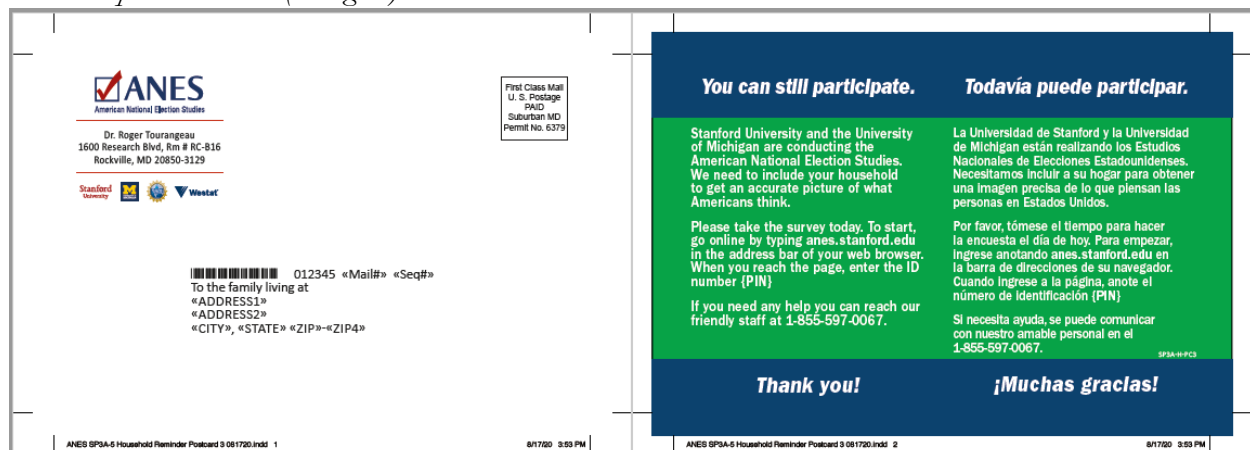 ANES
American National Election Studies
Dr. Roger Tourangeau
1600 Research Blvd, Rm # RC-B16
Rockville, MD 20850-3129
Stanford
University
M
Westat
First Class Mail
U. S. Postage
PAID
Suburban MD
Permit No. 6379
012345 «Mail#» «Seq#»
To the family living at
«ADDRESS1»
«ADDRESS2»
«CITY», «STATE» «ZIP»-«ZIP4»
ANES SP3A-5 Household Reminder Postcard 3 081720.indd 1
8/17/20 3:53 PM
You can still participate.
Stanford University and the University
of Michigan are conducting the
American National Election Studies.
We need to include your household
to get an accurate picture of what
Americans think.
Please take the survey today. To start,
go online by typing anes.stanford.edu
in the address bar of your web browser.
When you reach the page, enter the ID
number {PIN}
If you need any help you can reach our
friendly staff at 1-855-597-0067.
Thank you!
Todavía puede participar.
La Universidad de Stanford y la Universidad
de Michigan están realizando los Estudios
Nacionales de Elecciones Estadounidenses.
Necesitamos incluir a su hogar para obtener
una imagen precisa de lo que piensan las
personas en Estados Unidos.
Por favor, tómese el tiempo para hacer
la encuesta el día de hoy. Para empezar,
ingrese anotando anes.stanford.edu en
la barra de direcciones de su navegador.
Cuando ingrese a la página, anote el
número de identificación {PIN}
Si necesita ayuda, se puede comunicar
con nuestro amable personal en el
1-855-597-0067.
SP3A-H-PC3
¡Muchas gracias!
ANES SP3A-5 Household Reminder Postcard 3 081720.indd 2
8/17/20 3:53 PM